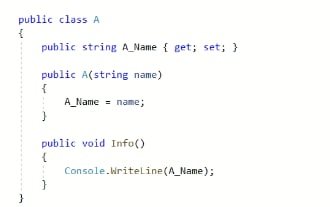 public class A
{
    public string A_Name { get; set; }

    public A(string name)
    {
        A_Name = name;
    }

    public void Info()
    {
        Console.WriteLine(A_Name);
    }
}